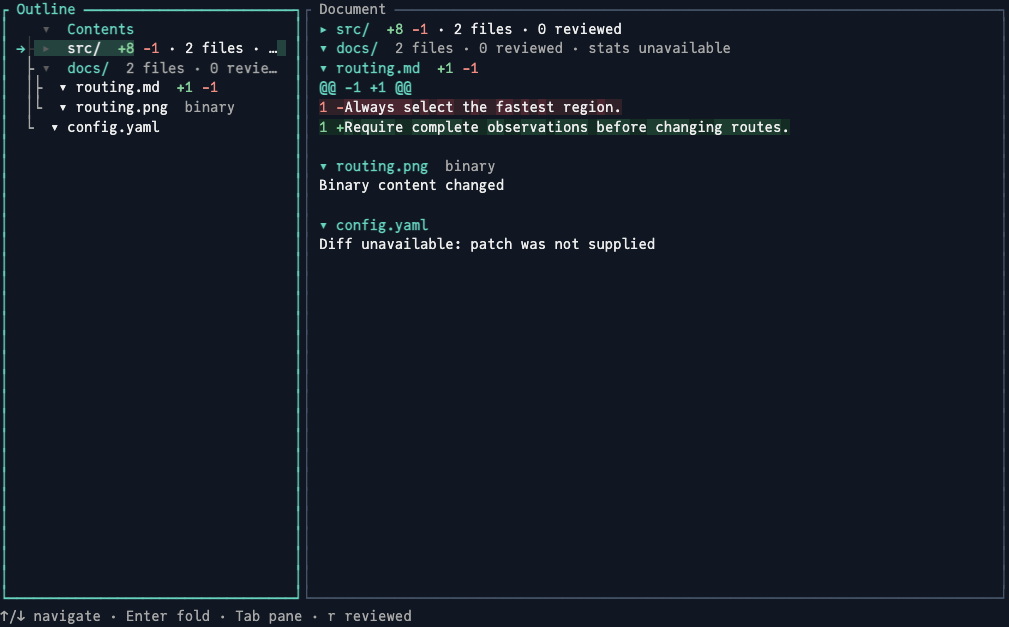 Outline
▾ Contents
→ ▸ src/ +8 -1 · 2 files · …
▾ docs/ 2 files · 0 revie…
▾ routing.md +1 -1
▾ routing.png binary
▾ config.yaml
Document
▸ src/ +8 -1 · 2 files · 0 reviewed
▾ docs/ 2 files · 0 reviewed · stats unavailable
▾ routing.md +1 -1
@@ -1 +1 @@
1 -Always select the fastest region.
1 +Require complete observations before changing routes.
▾ routing.png binary
Binary content changed
▾ config.yaml
Diff unavailable: patch was not supplied
↑/↓ navigate · Enter fold · Tab pane · r reviewed